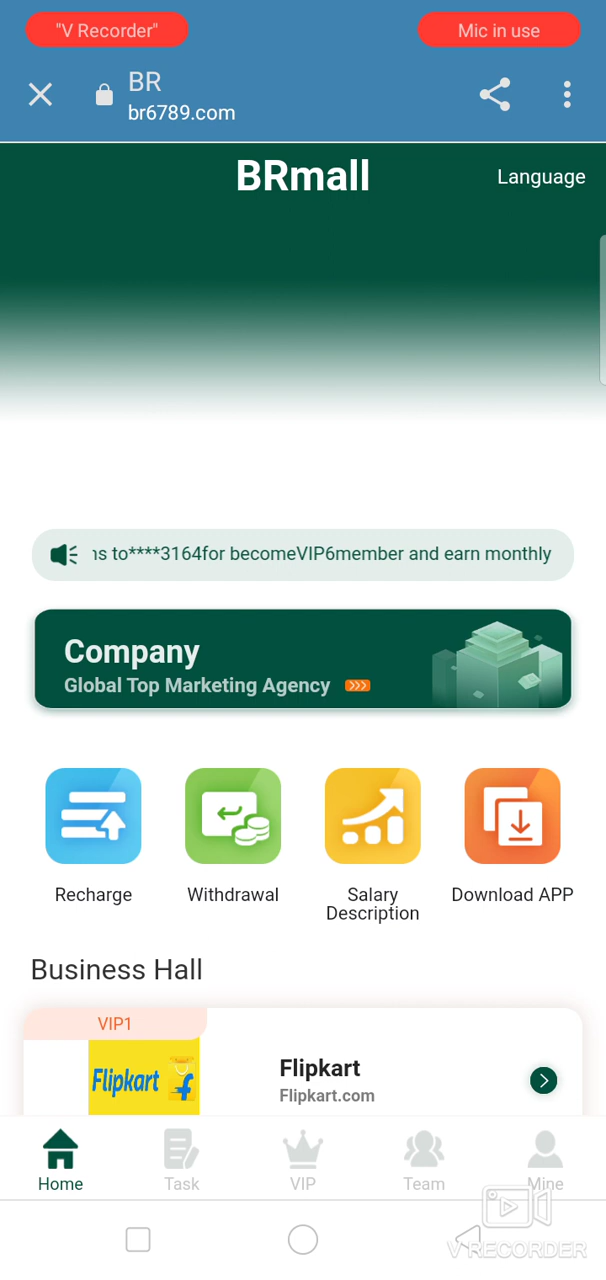 "V Recorder"
Mic in use
BR
br6789.com
BRmall
Language
ns to****3164for becomeVIP6member and earn monthly
Company
Global Top Marketing Agency
Recharge
Withdrawal
Salary
Description
Download APP
Business Hall
VIP1
Flipkart
Flipkart
Flipkart.com
Home
Task
VIP
Team
Mine
V RECORDER